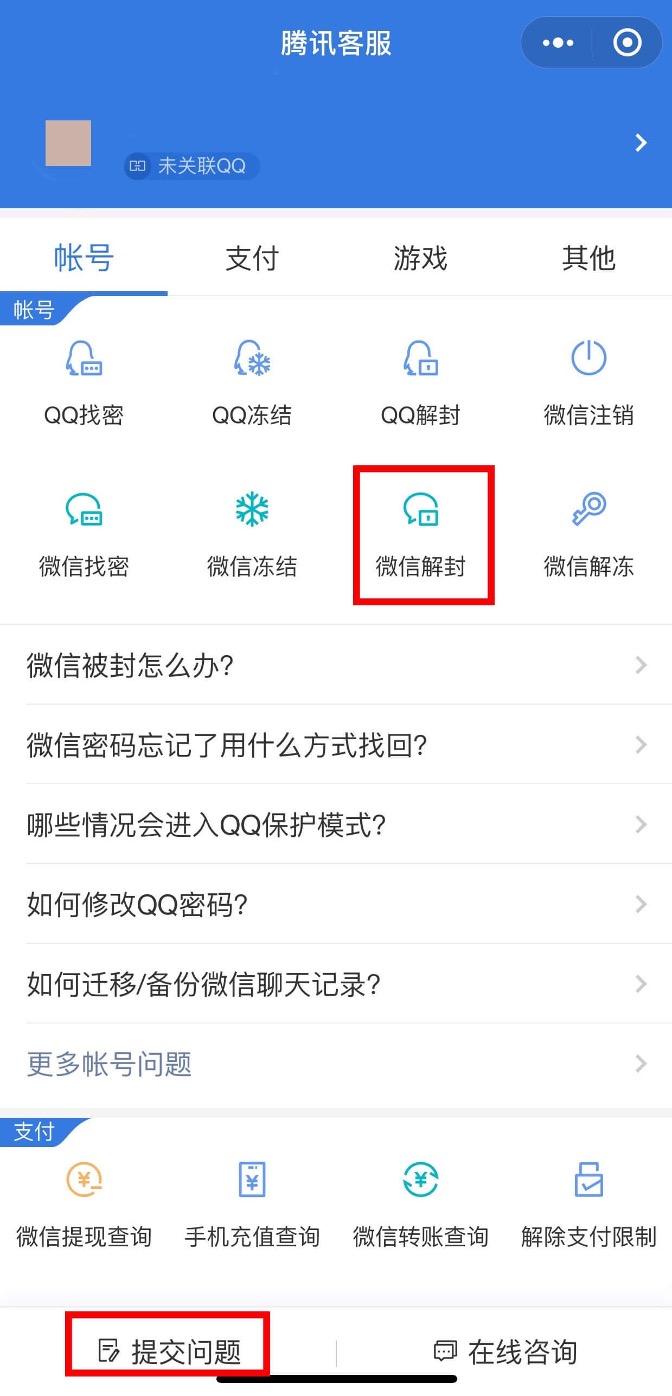 腾讯客服
未关联QQ
帐号 支付 游戏 其他
帐号
QQ找密 QQ冻结 QQ解封 微信注销
微信找密 微信冻结 微信解封 微信解冻
微信被封怎么办?
微信密码忘记了用什么方式找回?
哪些情况会进入QQ保护模式?
如何修改QQ密码?
如何迁移/备份微信聊天记录?
更多帐号问题
支付
微信提现查询 手机充值查询 微信转账查询 解除支付限制
提交问题 在线咨询